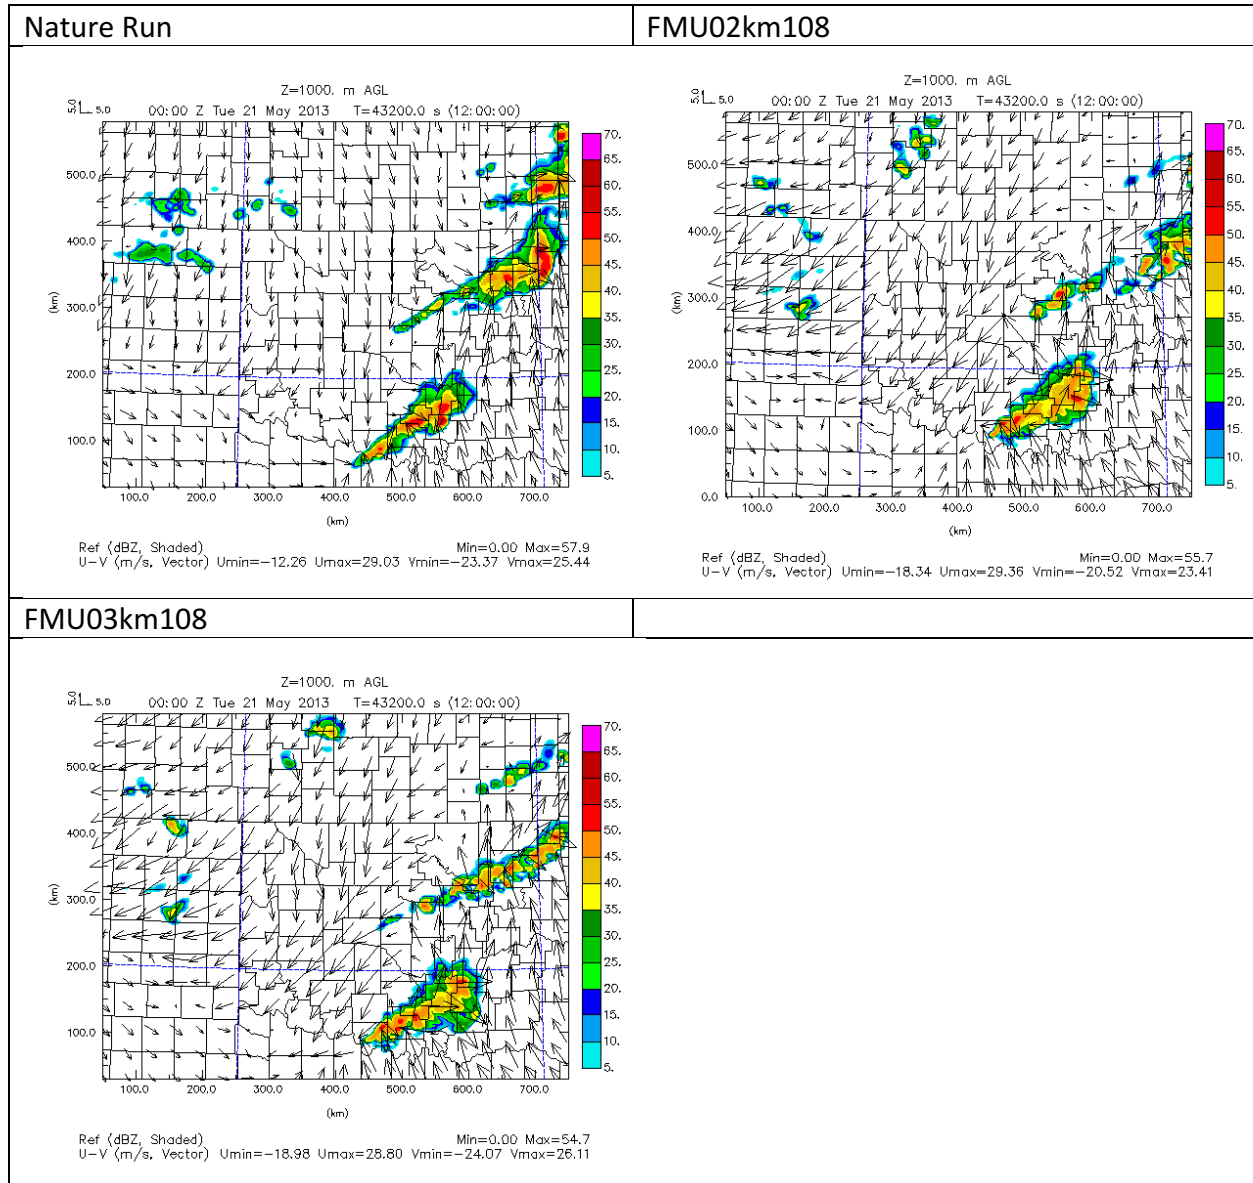 Nature Run
FMU02km108
Z=1000. m AGL
5.0
5.0
00:00 Z Tue 21 May 2013 T=43200.0 s (12:00:00)
70.
65.
60.
55.
50.
45.
40.
35.
30.
25.
20.
15.
10.
5.
500.0
400.0
300.0
200.0
100.0
(km)
100.0 200.0 300.0 400.0 500.0 600.0 700.0
(km)
Ref (dBZ, Shaded) Min=0.00 Max=57.9
U-V (m/s, Vector) Umin=-12.26 Umax=29.03 Vmin=-23.37 Vmax=25.44
Z=1000. m AGL
5.0
5.0
00:00 Z Tue 21 May 2013 T=43200.0 s (12:00:00)
70.
65.
60.
55.
50.
45.
40.
35.
30.
25.
20.
15.
10.
5.
500.0
400.0
300.0
200.0
100.0
0.0
(km)
100.0 200.0 300.0 400.0 500.0 600.0 700.0
(km)
Ref (dBZ, Shaded) Min=0.00 Max=55.7
U-V (m/s, Vector) Umin=-18.34 Umax=29.36 Vmin=-20.52 Vmax=23.41
FMU03km108
Z=1000. m AGL
5.0
5.0
00:00 Z Tue 21 May 2013 T=43200.0 s (12:00:00)
70.
65.
60.
55.
50.
45.
40.
35.
30.
25.
20.
15.
10.
5.
500.0
400.0
300.0
200.0
100.0
(km)
100.0 200.0 300.0 400.0 500.0 600.0 700.0
(km)
Ref (dBZ, Shaded) Min=0.00 Max=54.7
U-V (m/s, Vector) Umin=-18.98 Umax=28.80 Vmin=-24.07 Vmax=26.11